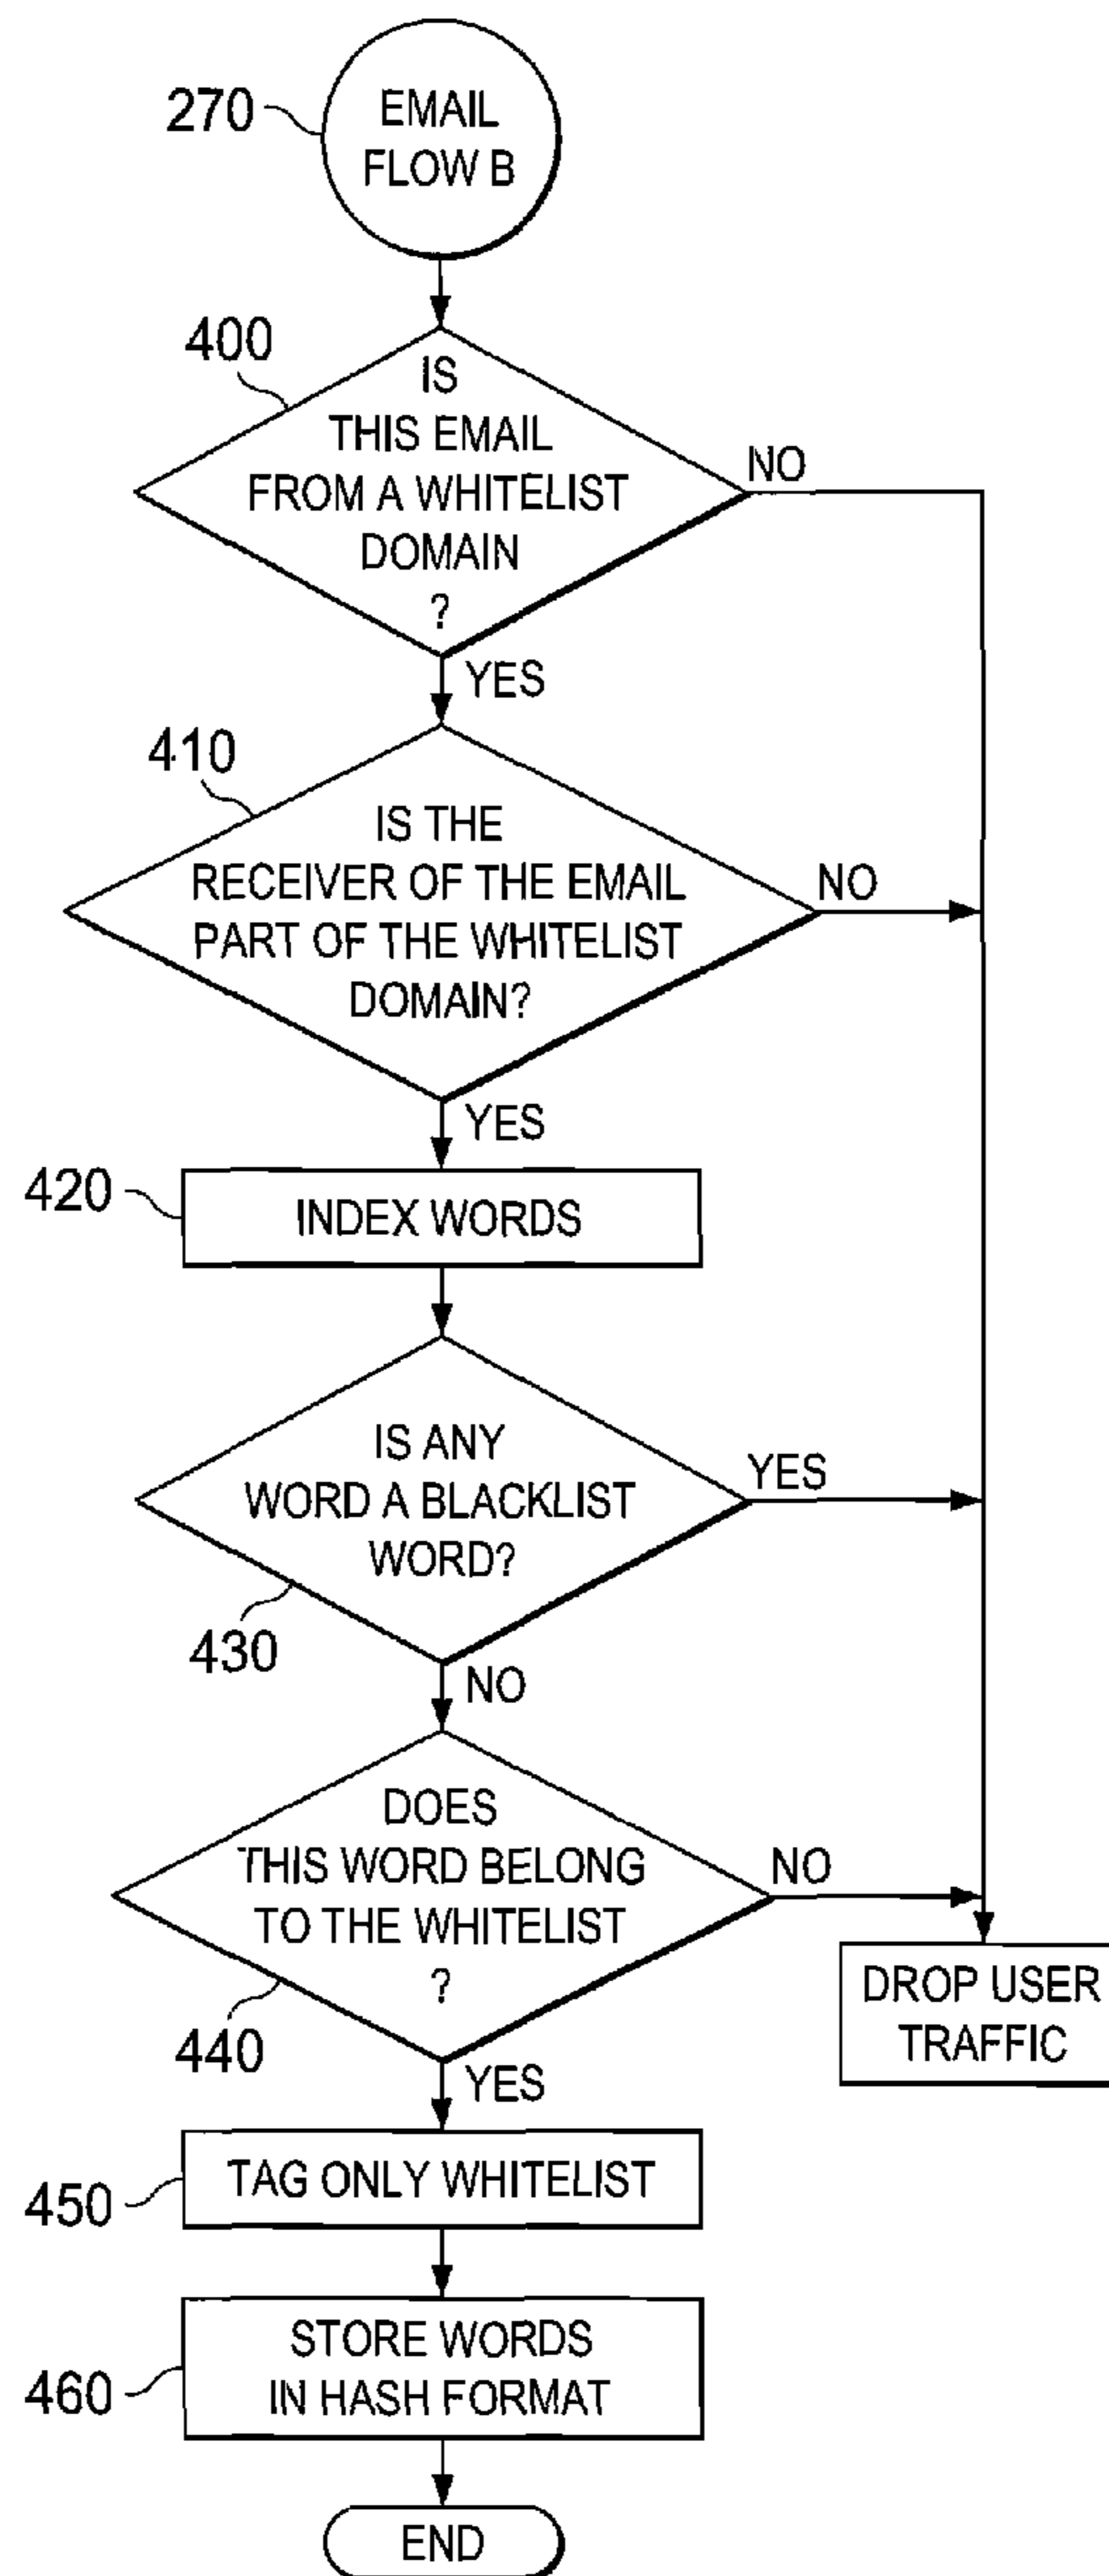 270
EMAIL
FLOW B
400
IS
THIS EMAIL
FROM A WHITELIST
DOMAIN
?
NO
YES
410
IS THE
RECEIVER OF THE EMAIL
PART OF THE WHITELIST
DOMAIN?
NO
YES
420
INDEX WORDS
IS ANY
WORD A BLACKLIST
WORD?
YES
430
NO
DOES
THIS WORD BELONG
TO THE WHITELIST
?
NO
440
YES
DROP USER
TRAFFIC
450
TAG ONLY WHITELIST
460
STORE WORDS
IN HASH FORMAT
END